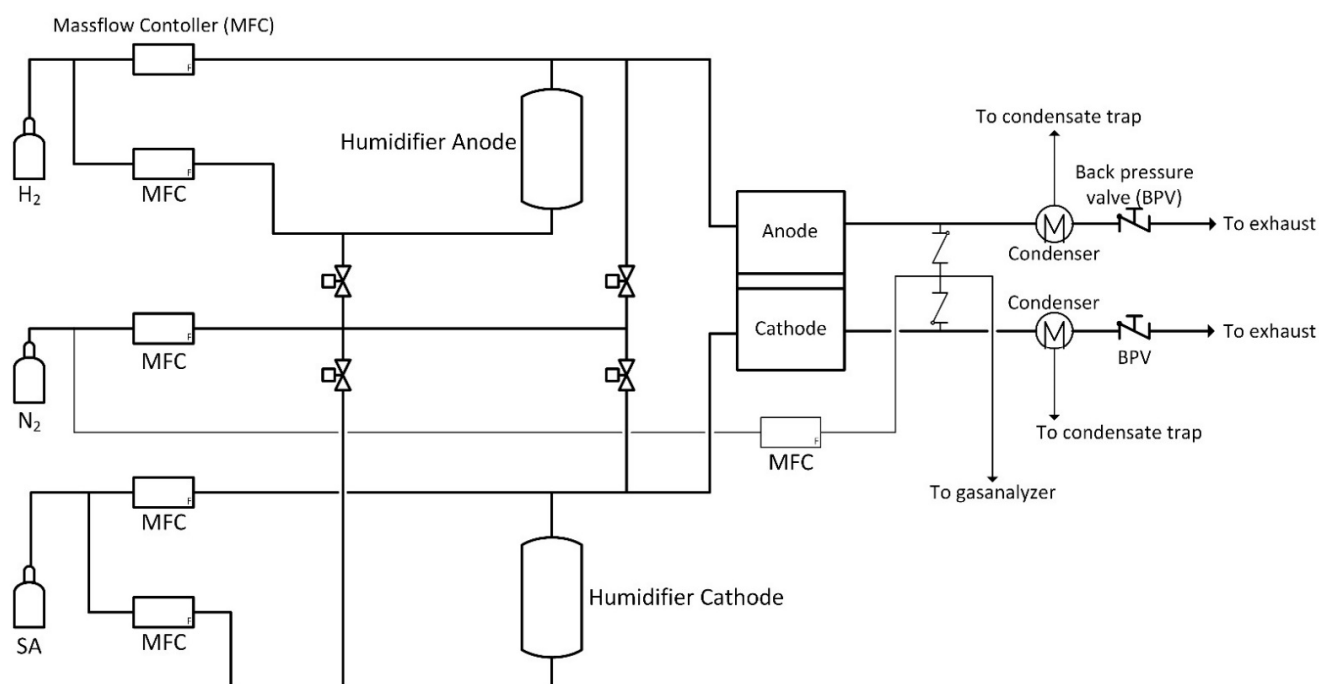 Massflow Contoller (MFC)
F
Humidifier Anode
H₂
F
MFC
To condensate trap
Back pressure
valve (BPV)
Anode
To exhaust
Condenser
N₂
F
MFC
Cathode
Condenser
To exhaust
BPV
F
MFC
To condensate trap
To gasanalyzer
SA
F
MFC
Humidifier Cathode
F
MFC